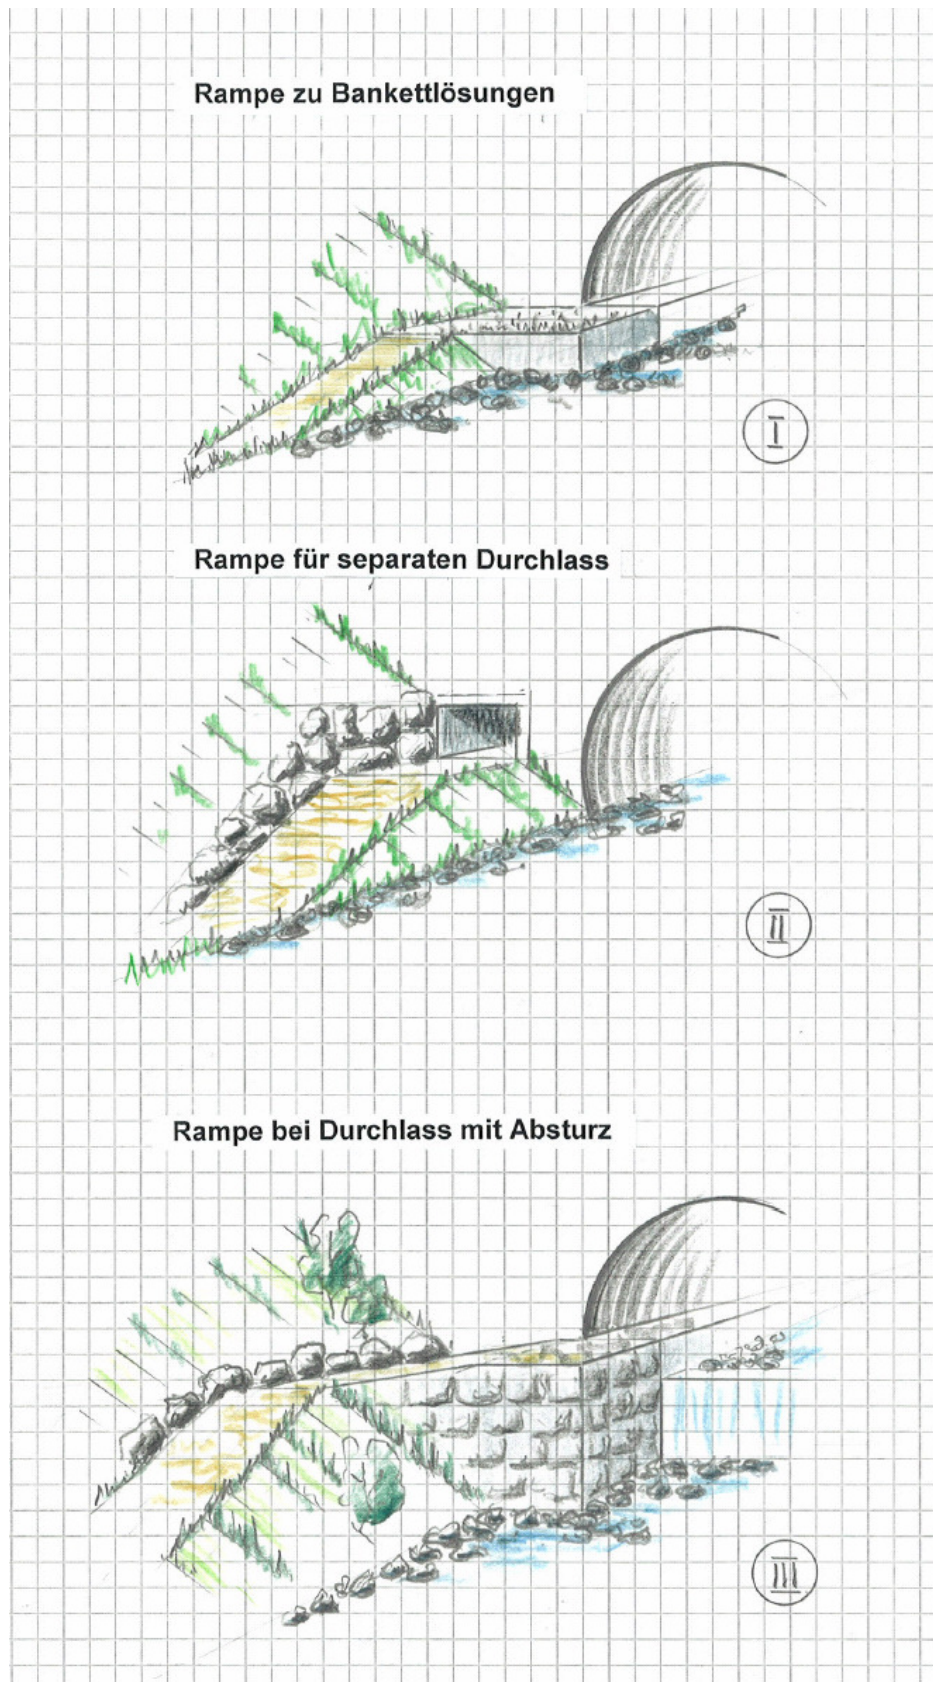 Rampe zu Bankettlösungen
I
Rampe für separaten Durchlass
II
Rampe bei Durchlass mit Absturz
III